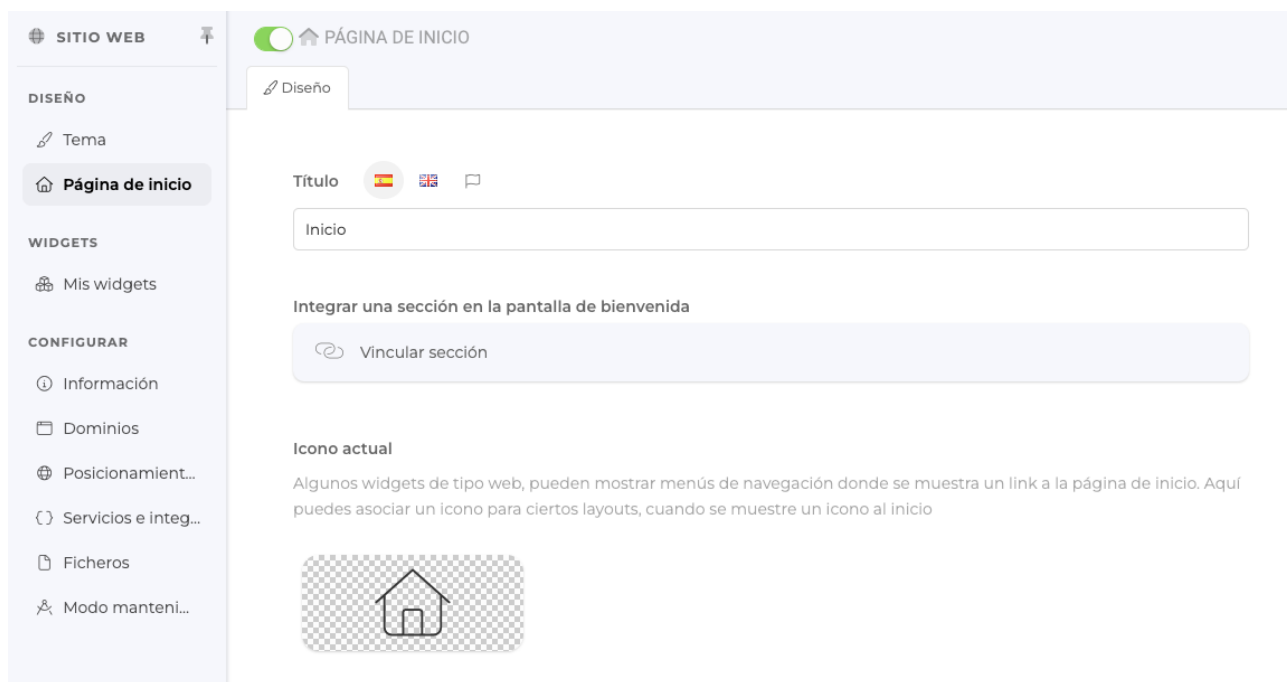 SITIO WEB
PÁGINA DE INICIO
Diseño
DISEÑO
Tema
Página de inicio
WIDGETS
Mis widgets
CONFIGURAR
Información
Dominios
Posicionamient...
Servicios e integ...
Ficheros
Modo manteni...
Título
Inicio
Integrar una sección en la pantalla de bienvenida
Vincular sección
Icono actual
Algunos widgets de tipo web, pueden mostrar menús de navegación donde se muestra un link a la página de inicio. Aquí
puedes asociar un icono para ciertos layouts, cuando se muestre un icono al inicio